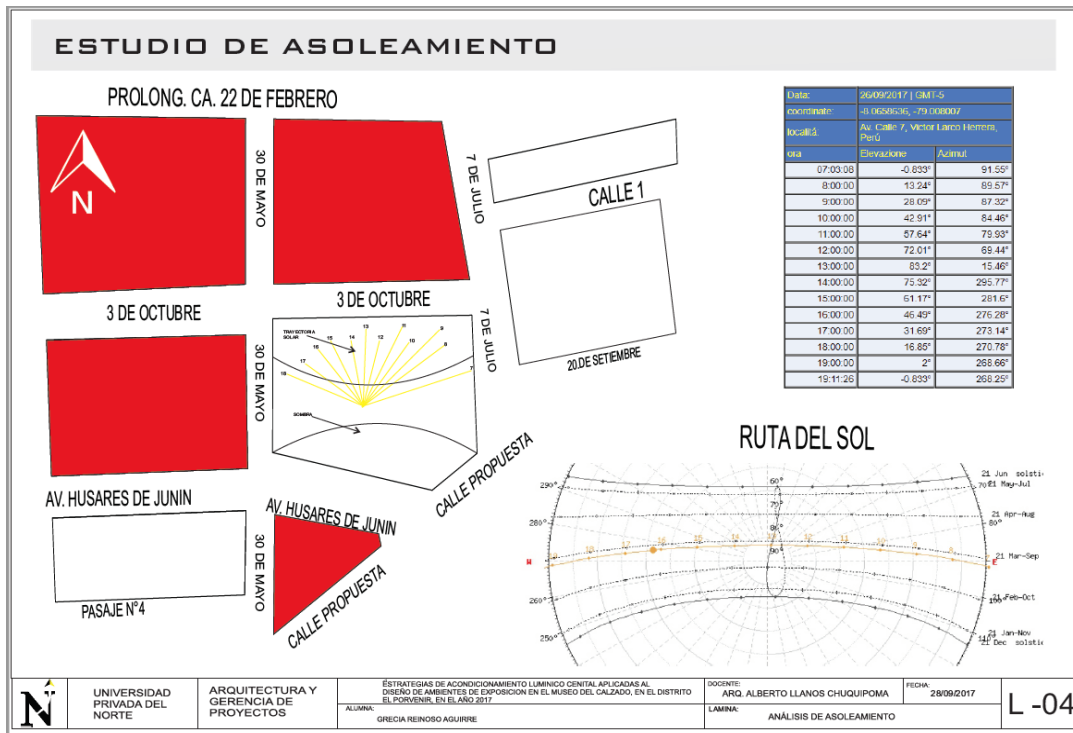 ESTUDIO DE ASOLEAMIENTO
PROLONG. CA. 22 DE FEBRERO
N
30 DE MAYO
7 DE JULIO
CALLE 1
3 DE OCTUBRE
3 DE OCTUBRE
30 DE MAYO
7 DE JULIO
20.DE SETIEMBRE
TRAYECTORIA
SOLAR
18
17
16
15
14
13
12
11
10
9
8
7
SOMBRA
CALLE PROPUESTA
AV. HUSARES DE JUNIN
AV. HUSARES DE JUNIN
30 DE MAYO
PASAJE N°4
CALLE PROPUESTA
Data: 26/09/2017 | GMT-5
coordinate: -8.0658636, -79.008007
località: Av. Calle 7, Victor Larco Herrera,
Perú
ora Elevazione Azimut
07:03:08 -0.833° 91.55°
8:00:00 13.24° 89.57°
9:00:00 28.09° 87.32°
10:00:00 42.91° 84.46°
11:00:00 57.64° 79.93°
12:00:00 72.01° 69.44°
13:00:00 83.2° 15.46°
14:00:00 75.32° 295.77°
15:00:00 61.17° 281.6°
16:00:00 46.49° 276.28°
17:00:00 31.69° 273.14°
18:00:00 16.85° 270.78°
19:00:00 2° 268.66°
19:11:26 -0.833° 268.25°
RUTA DEL SOL
290°
280°
W
260°
250°
60°
70°
80°
90°
17
16
15
14
12
11
21 Jun solsti
70°
21 May-Jul
21 Apr-Aug
80°
21 Mar-Sep
E
21 Feb-Oct
21 Jan-Nov
21 Dec solsti
N
UNIVERSIDAD
PRIVADA DEL
NORTE
ARQUITECTURA Y
GERENCIA DE
PROYECTOS
ESTRATEGIAS DE ACONDICIONAMIENTO LUMINICO CENITAL APLICADAS AL
DISEÑO DE AMBIENTES DE EXPOSICION EN EL MUSEO DEL CALZADO, EN EL DISTRITO
EL PORVENIR, EN EL AÑO 2017
ALUMNA:
GRECIA REINOSO AGUIRRE
DOCENTE:
ARQ. ALBERTO LLANOS CHUQUIPOMA
FECHA:
28/09/2017
LAMINA:
ANÁLISIS DE ASOLEAMIENTO
L -04